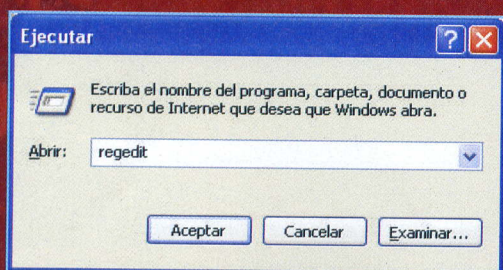 Ejecutar
Escriba el nombre del programa, carpeta, documento o
recurso de Internet que desea que Windows abra.
Abrir: regedit
Aceptar Cancelar Examinar...